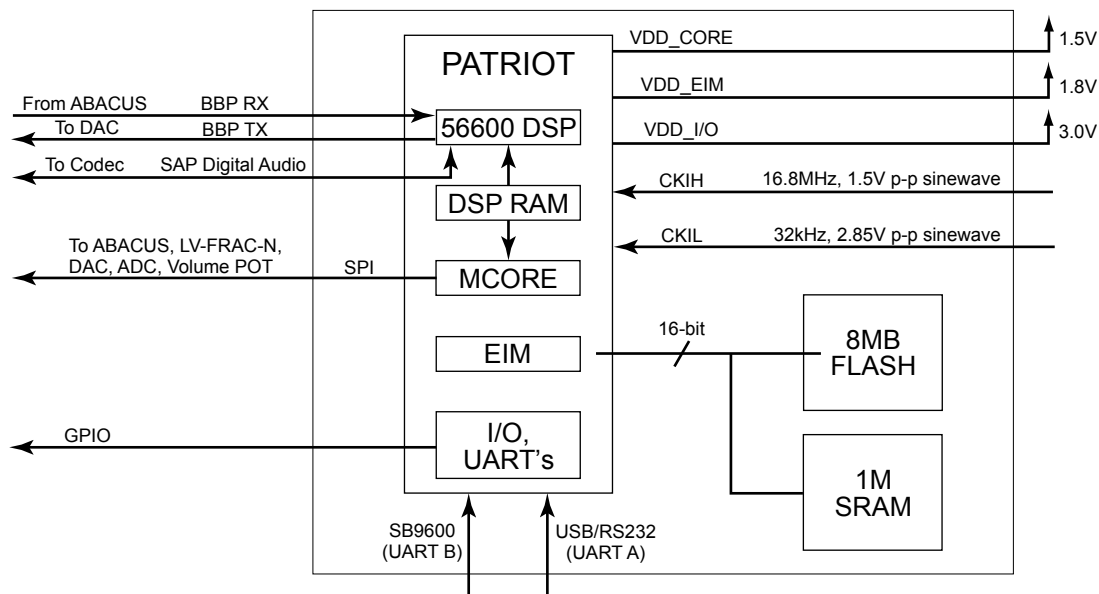 VDD_CORE
1.5V
PATRIOT
VDD_EIM
1.8V
From ABACUS BBP RX
56600 DSP
To DAC BBP TX
VDD_I/O
3.0V
To Codec SAP Digital Audio
CKIH 16.8MHz, 1.5V p-p sinewave
DSP RAM
CKIL 32kHz, 2.85V p-p sinewave
To ABACUS, LV-FRAC-N,
DAC, ADC, Volume POT
SPI
MCORE
16-bit
EIM
8MB
FLASH
GPIO
I/O,
UART's
1M
SRAM
SB9600
(UART B)
USB/RS232
(UART A)